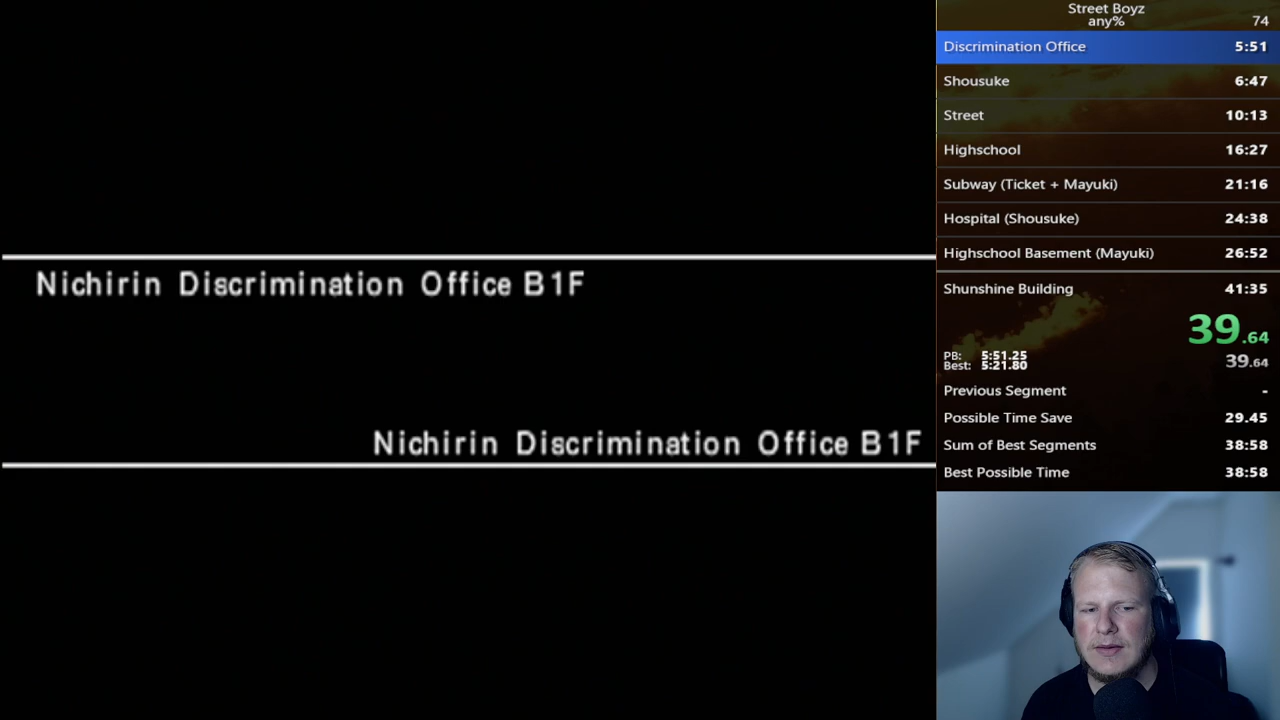 Nichirin Discrimination Office B1F
Nichirin Discrimination Office B1F
Street Boyz
any% 74
Discrimination Office 5:51
Shousuke 6:47
Street 10:13
Highschool 16:27
Subway (Ticket + Mayuki) 21:16
Hospital (Shousuke) 24:38
Highschool Basement (Mayuki) 26:52
Shunshine Building 41:35
39.64
PB: 5:51.25
Best: 5:21.80
39.64
Previous Segment -
Possible Time Save 29.45
Sum of Best Segments 38:58
Best Possible Time 38:58